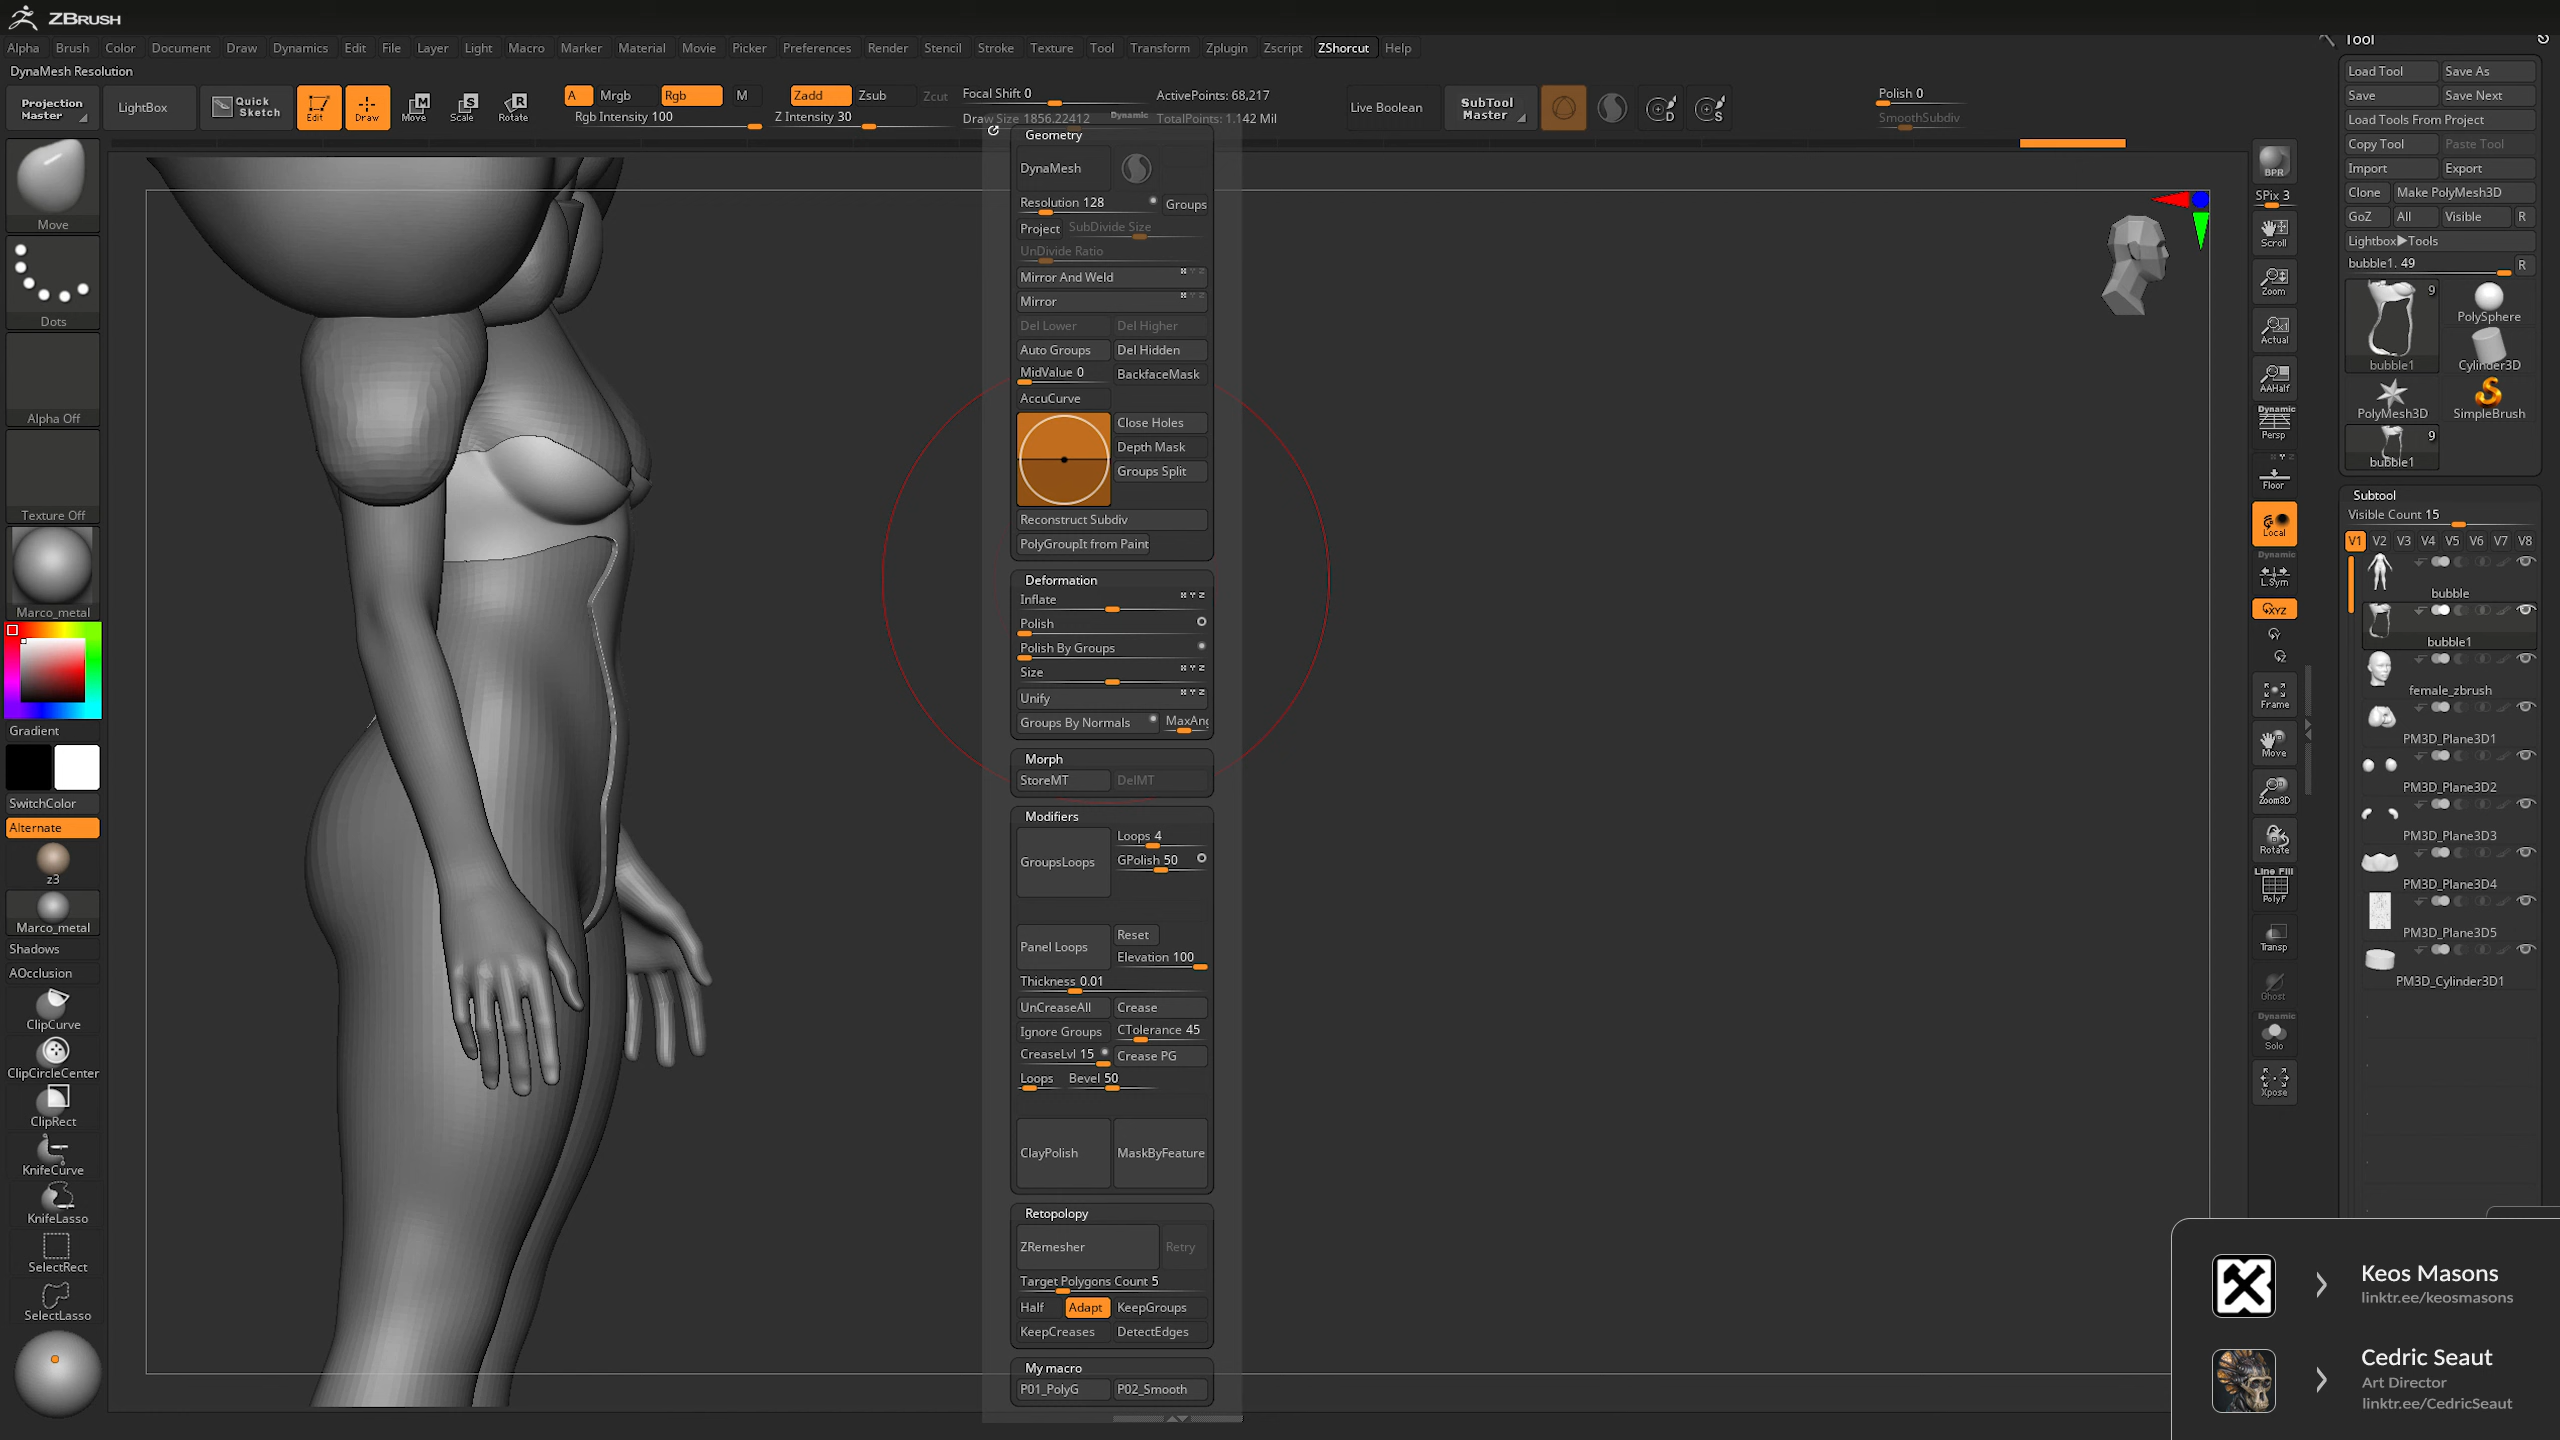 ZBRUSH
Alpha Brush Color Document Draw Dynamics Edit File Layer Light Macro Marker Material Movie Picker Preferences Render Stencil Stroke Texture Tool Transform Zplugin Zscript ZShorcut Help
DynaMesh Resolution
Projection Master
LightBox
Quick Sketch
Edit
Draw
Move
Scale
Rotate
A Mrgb Rgb M
Rgb Intensity 100
Zadd Zsub Zcut
Z Intensity 30
Focal Shift 0
Draw Size 1856.22412
Dynamic
ActivePoints: 68,217
TotalPoints: 1.142 Mil
Live Boolean
SubTool Master
Polish 0
SmoothSubdiv
Move
Dots
Alpha Off
Texture Off
Marco_metal
Gradient
SwitchColor
Alternate
z3
Marco_metal
Shadows
AOcclusion
ClipCurve
ClipCircleCenter
ClipRect
KnifeCurve
KnifeLasso
SelectRect
SelectLasso
Geometry
DynaMesh
Resolution 128
Groups
Project SubDivide Size
UnDivide Ratio
Mirror And Weld
Mirror
Del Lower Del Higher
Auto Groups Del Hidden
MidValue 0 BackfaceMask
AccuCurve
Close Holes
Depth Mask
Groups Split
Reconstruct Subdiv
PolyGroupIt from Paint
Deformation
Inflate
Polish
Polish By Groups
Size
Unify
Groups By Normals MaxAng
Morph
StoreMT DelMT
Modifiers
GroupsLoops
Loops 4
GPolish 50
Panel Loops
Reset
Elevation 100
Thickness 0.01
UnCreaseAll Crease
Ignore Groups CTolerance 45
CreaseLvl 15 Crease PG
Loops Bevel 50
ClayPolish MaskByFeature
Retopolopy
ZRemesher Retry
Target Polygons Count 5
Half Adapt KeepGroups
KeepCreases DetectEdges
My macro
P01_PolyG P02_Smooth
BPR
SPix 3
Scroll
Zoom
Actual
AAHalf
Dynamic
Persp
Floor
Local
Dynamic
L.Sym
XYZ
Frame
Move
Zoom3D
Rotate
Line Fill
PolyF
Transp
Ghost
Dynamic
Solo
Xpose
Tool
Load Tool Save As
Save Save Next
Load Tools From Project
Copy Tool Paste Tool
Import Export
Clone Make PolyMesh3D
GoZ All Visible R
Lightbox▶Tools
bubble1. 49 R
9
bubble1
PolySphere
Cylinder3D
PolyMesh3D
SimpleBrush
9
bubble1
Subtool
Visible Count 15
V1 V2 V3 V4 V5 V6 V7 V8
bubble
bubble1
female_zbrush
PM3D_Plane3D1
PM3D_Plane3D2
PM3D_Plane3D3
PM3D_Plane3D4
PM3D_Plane3D5
PM3D_Cylinder3D1
Keos Masons
linktr.ee/keosmasons
Cedric Seaut
Art Director
linktr.ee/CedricSeaut